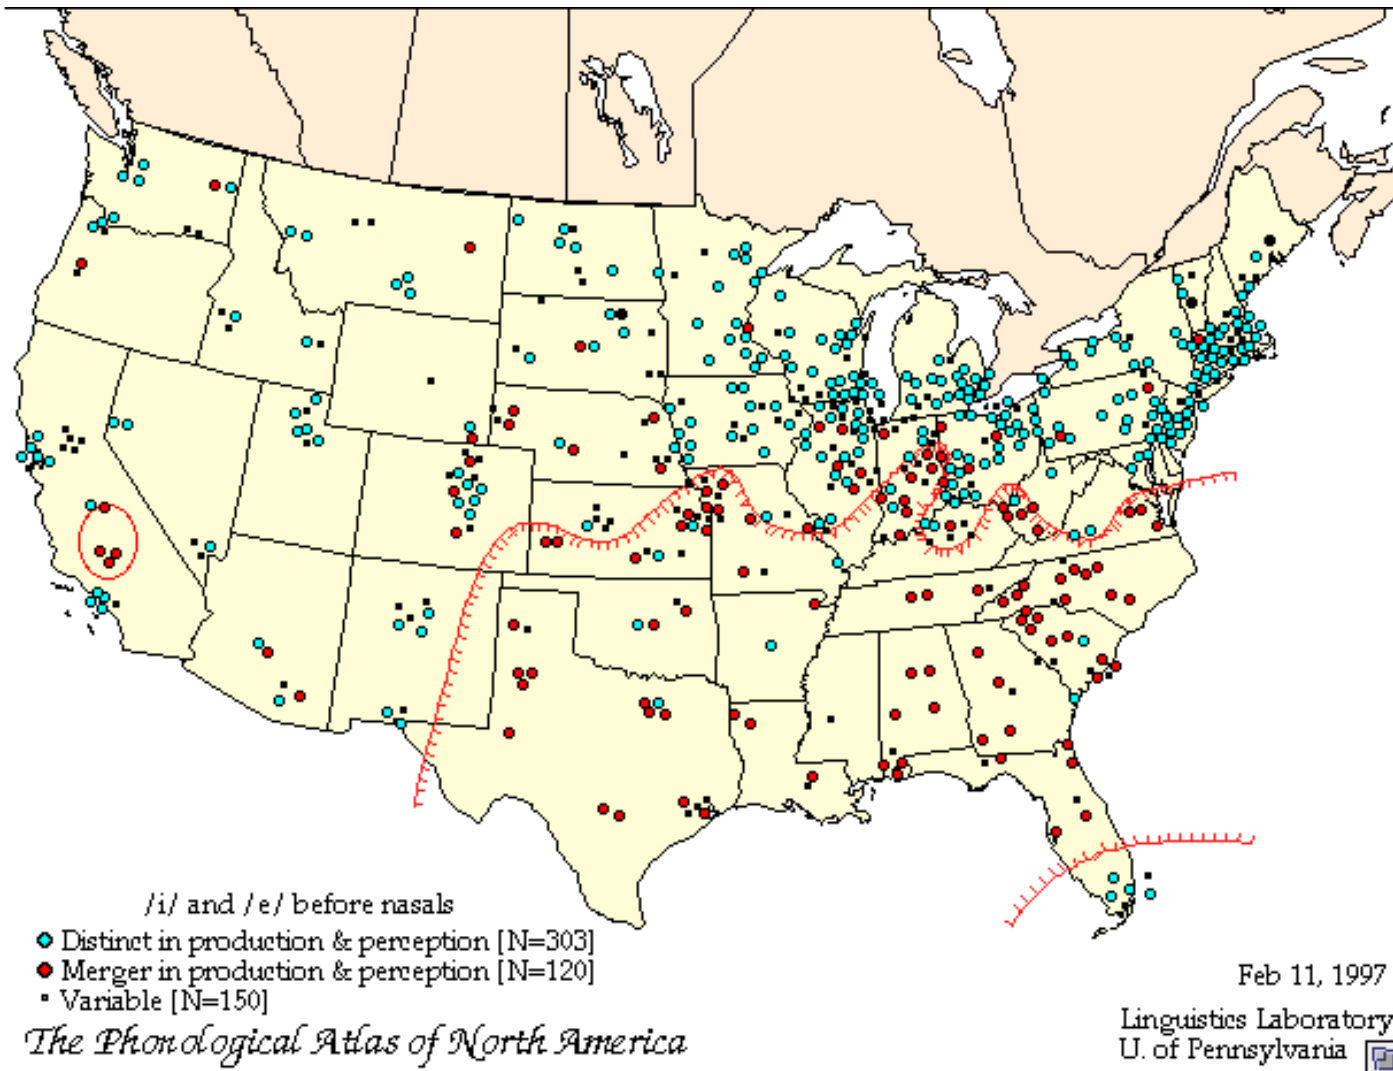 /i/ and /e/ before nasals
Distinct in production & perception [N=303]
Merger in production & perception [N=120]
Variable [N=150]
The Phonological Atlas of North America
Feb 11, 1997
Linguistics Laboratory
U. of Pennsylvania